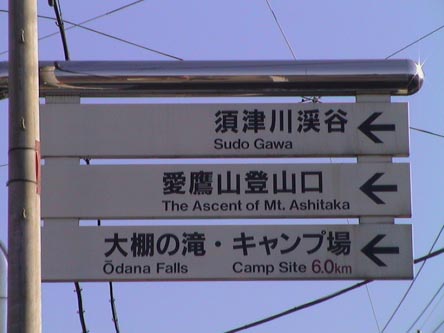 須津川渓谷 ←
Sudo Gawa
愛鷹山登山口 ←
The Ascent of Mt. Ashitaka
大棚の滝・キャンプ場 ←
Ōdana Falls Camp Site 6.0km